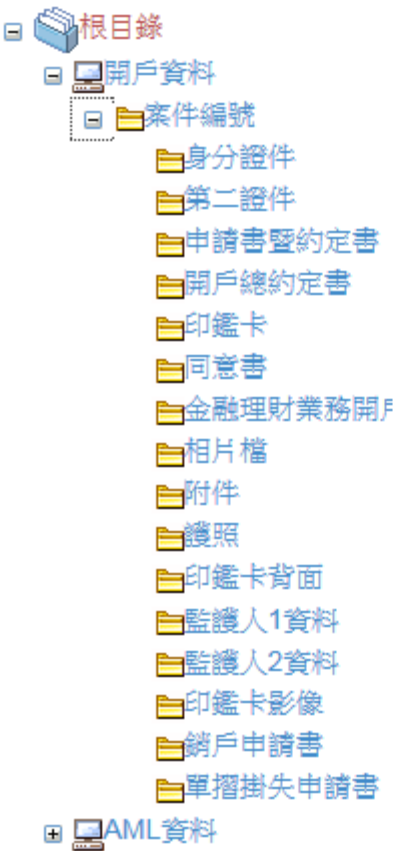 根目錄
開戶資料
案件編號
身分證件
第二證件
申請書暨約定書
開戶總約定書
印鑑卡
同意書
金融理財業務開戶
相片檔
附件
護照
印鑑卡背面
監護人1資料
監護人2資料
印鑑卡影像
銷戶申請書
單摺掛失申請書
AML資料